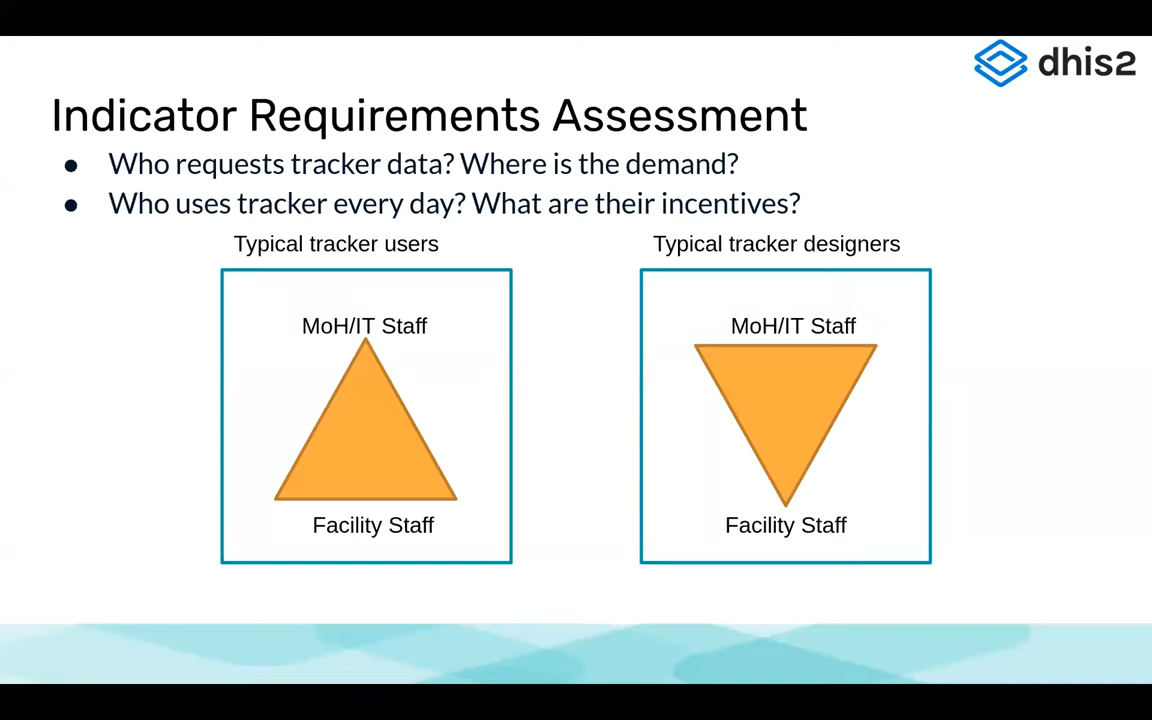 dhis2
Indicator Requirements Assessment
● Who requests tracker data? Where is the demand?
● Who uses tracker every day? What are their incentives?
Typical tracker users
Typical tracker designers
MoH/IT Staff
MoH/IT Staff
Facility Staff
Facility Staff